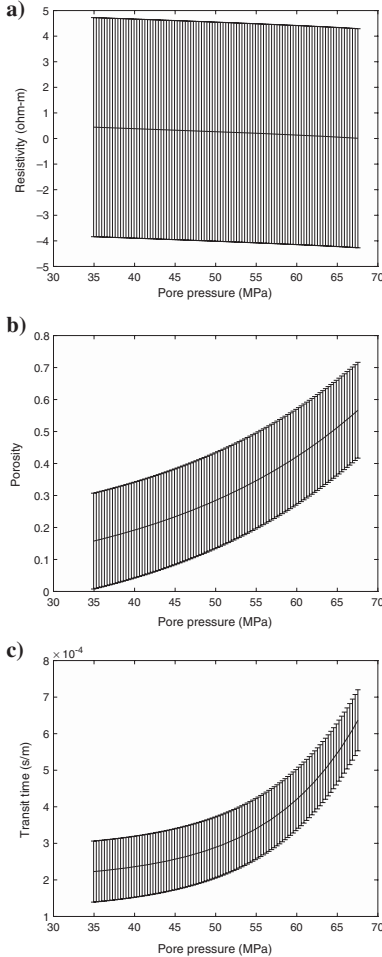 a)
5
4
3
2
1
0
−1
−2
−3
−4
−5
Resistivity (ohm-m)
30 35 40 45 50 55 60 65 70
Pore pressure (MPa)
b)
0.8
0.7
0.6
0.5
0.4
0.3
0.2
0.1
0
Porosity
30 35 40 45 50 55 60 65 70
Pore pressure (MPa)
c)
× 10⁻⁴
8
7
6
5
4
3
2
1
Transit time (s/m)
30 35 40 45 50 55 60 65 70
Pore pressure (MPa)